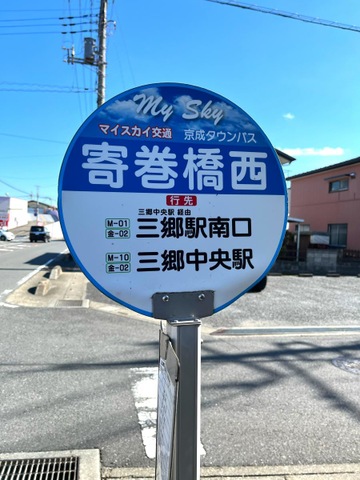 My Sky
マイスカイ交通 京成タウンバス
寄巻橋西
行先
三郷中央駅 経由
M-01 三郷駅南口
金-02
M-10 三郷中央駅
金-02